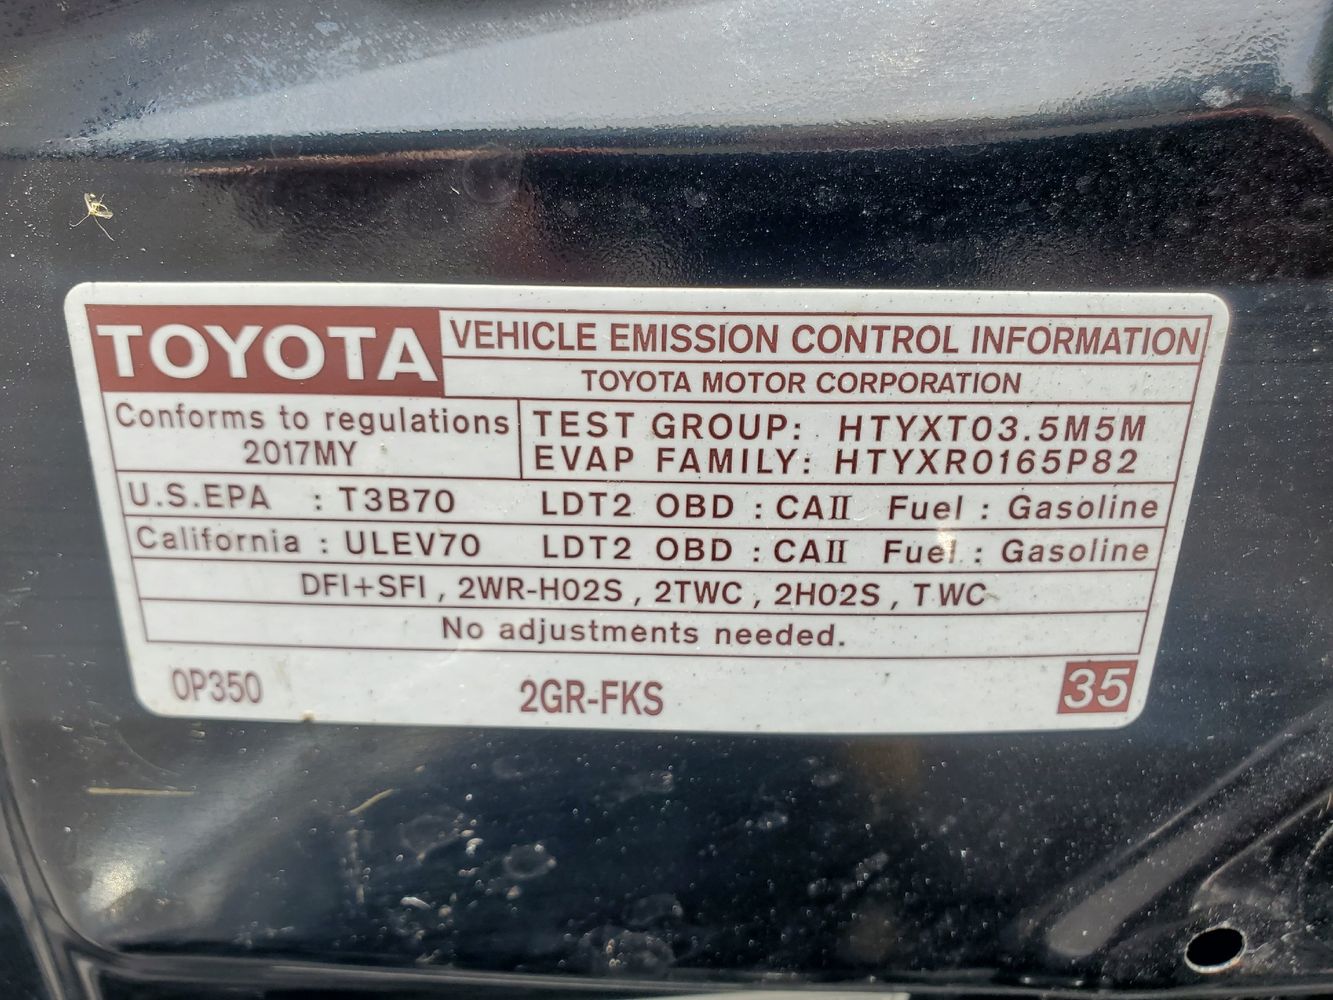 TOYOTA VEHICLE EMISSION CONTROL INFORMATION
TOYOTA MOTOR CORPORATION
Conforms to regulations
2017MY
TEST GROUP: HTYXT03.5M5M
EVAP FAMILY: HTYXR0165P82
U.S.EPA : T3B70 LDT2 OBD : CAII Fuel : Gasoline
California : ULEV70 LDT2 OBD : CAII Fuel : Gasoline
DFI+SFI, 2WR-HO2S, 2TWC, 2HO2S, TWC
No adjustments needed.
0P350 2GR-FKS 35